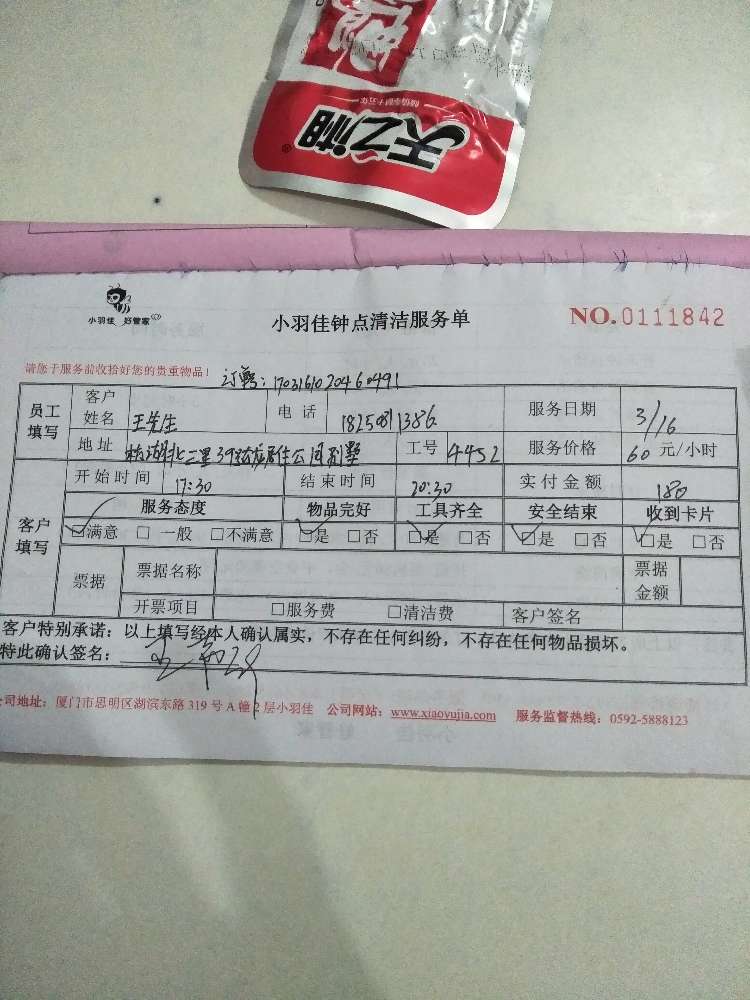 天之湘
®
小羽佳 好管家
小羽佳钟点清洁服务单
NO.0111842
请您于服务前收拾好您的贵重物品!
1703161020460491
员工填写 客户姓名 王先生 电话 服务日期 3/16
地址 工号 4452 服务价格 60 元/小时
客户填写 开始时间 17:30 结束时间 20:30 实付金额 180
服务态度 物品完好 工具齐全 安全结束 收到卡片
☑满意 □ 一般 □不满意 ☑是 □否 ☑是 □否 ☑是 □否 ☑是 □否
票据 票据名称 票据金额
开票项目 □服务费 □清洁费 客户签名
客户特别承诺:以上填写经本人确认属实,不存在任何纠纷,不存在任何物品损坏。
特此确认签名:
公司地址:厦门市思明区湖滨东路 319 号 A 幢 2 层小羽佳 公司网站:www.xiaoyujia.com 服务监督热线:0592-5888123